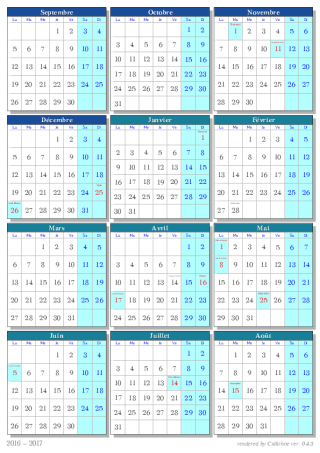 Septembre
Lu Ma Me Je Ve Sa Di
1 2 3 4
5 6 7 8 9 10 11
12 13 14 15 16 17 18
19 20 21 22 23 24 25
26 27 28 29 30
Octobre
Lu Ma Me Je Ve Sa Di
1 2
3 4 5 6 7 8 9
10 11 12 13 14 15 16
17 18 19 20 21 22 23
24 25 26 27 28 29 30
31
Novembre
Lu Ma Me Je Ve Sa Di
1 2 3 4 5 6
7 8 9 10 11 12 13
14 15 16 17 18 19 20
21 22 23 24 25 26 27
28 29 30
Décembre
Lu Ma Me Je Ve Sa Di
1 2 3 4
5 6 7 8 9 10 11
12 13 14 15 16 17 18
19 20 21 22 23 24 25
26 27 28 29 30 31
Janvier
Lu Ma Me Je Ve Sa Di
1
2 3 4 5 6 7 8
9 10 11 12 13 14 15
16 17 18 19 20 21 22
23 24 25 26 27 28 29
30 31
Février
Lu Ma Me Je Ve Sa Di
1 2 3 4 5
6 7 8 9 10 11 12
13 14 15 16 17 18 19
20 21 22 23 24 25 26
27 28
Mars
Lu Ma Me Je Ve Sa Di
1 2 3 4 5
6 7 8 9 10 11 12
13 14 15 16 17 18 19
20 21 22 23 24 25 26
27 28 29 30 31
Avril
Lu Ma Me Je Ve Sa Di
1 2
3 4 5 6 7 8 9
10 11 12 13 14 15 16
17 18 19 20 21 22 23
24 25 26 27 28 29 30
Mai
Lu Ma Me Je Ve Sa Di
1 2 3 4 5 6 7
8 9 10 11 12 13 14
15 16 17 18 19 20 21
22 23 24 25 26 27 28
29 30 31
Juin
Lu Ma Me Je Ve Sa Di
1 2 3 4
5 6 7 8 9 10 11
12 13 14 15 16 17 18
19 20 21 22 23 24 25
26 27 28 29 30
Juillet
Lu Ma Me Je Ve Sa Di
1 2
3 4 5 6 7 8 9
10 11 12 13 14 15 16
17 18 19 20 21 22 23
24 25 26 27 28 29 30
31
Août
Lu Ma Me Je Ve Sa Di
1 2 3 4 5 6
7 8 9 10 11 12 13
14 15 16 17 18 19 20
21 22 23 24 25 26 27
28 29 30 31
2016 – 2017